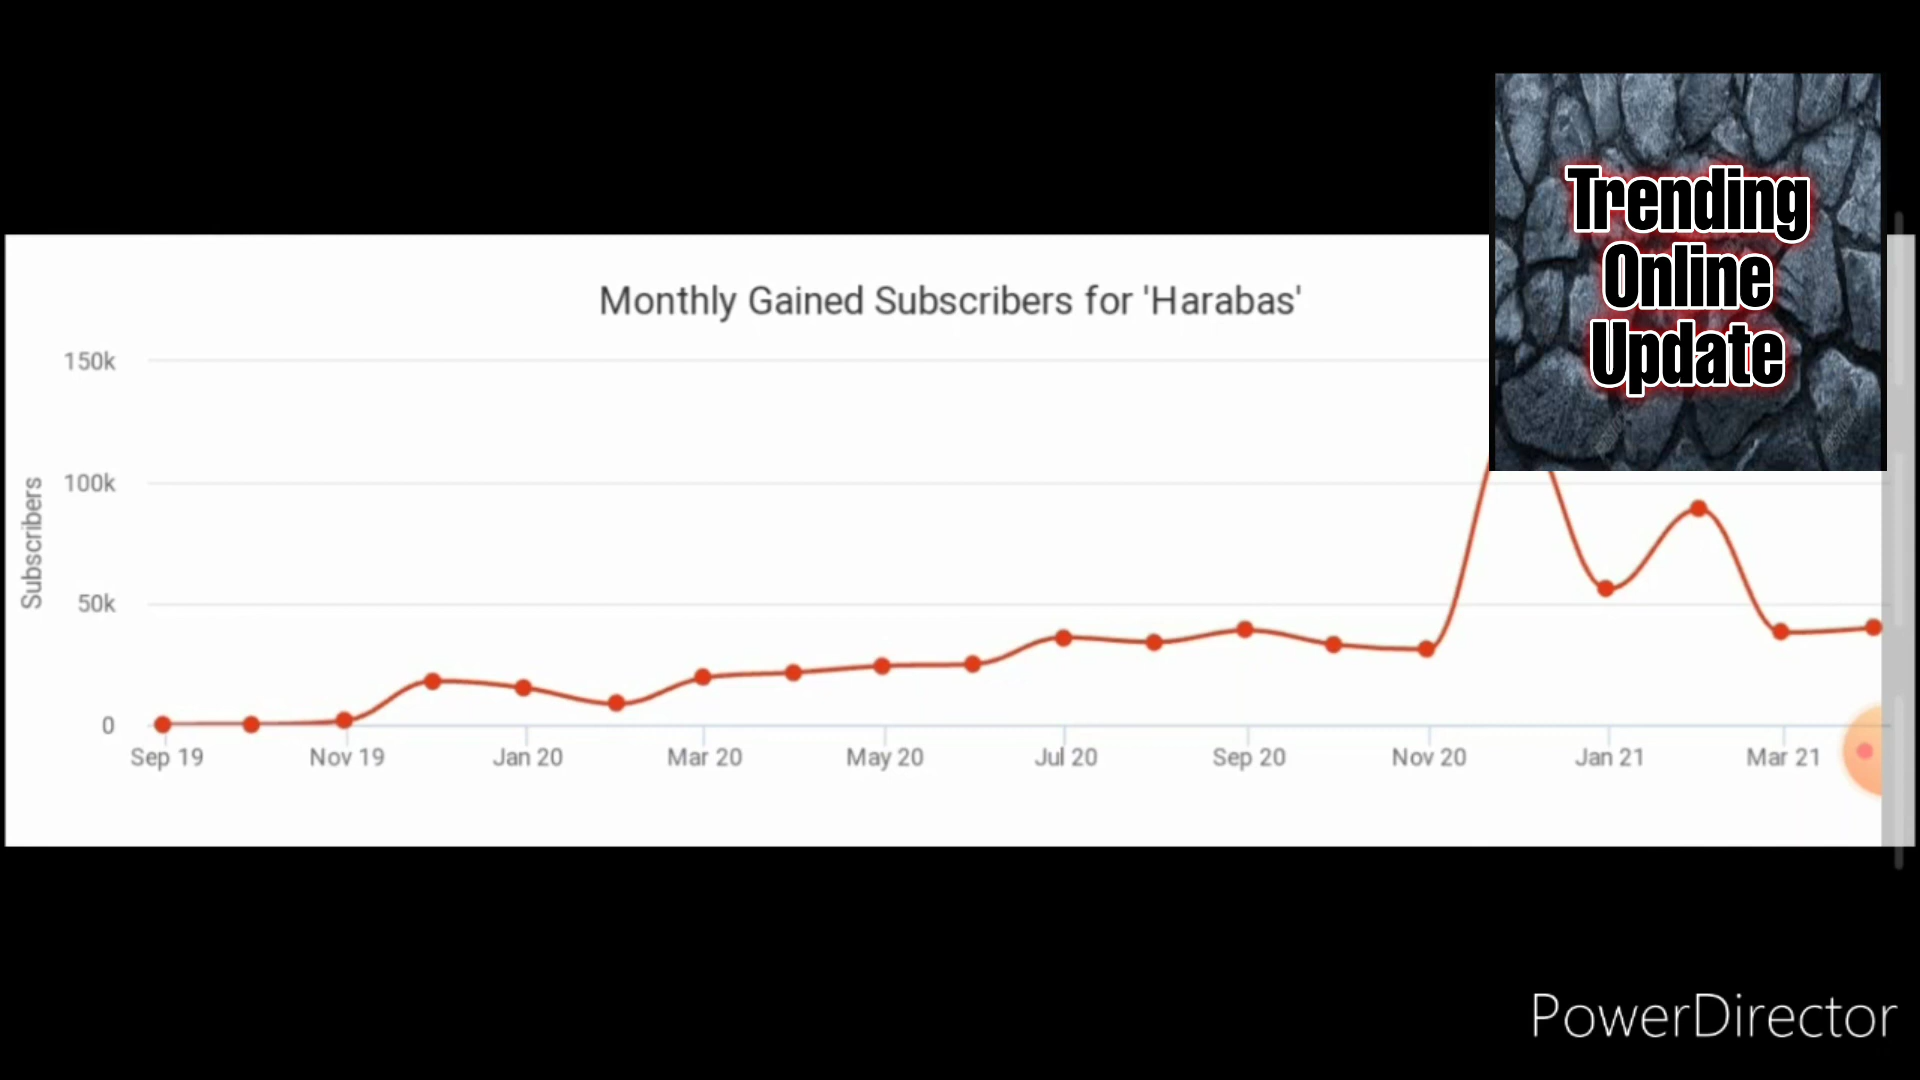 Trending
Online
Update
Monthly Gained Subscribers for 'Harabas'
150k
100k
50k
0
Subscribers
Sep 19 Nov 19 Jan 20 Mar 20 May 20 Jul 20 Sep 20 Nov 20 Jan 21 Mar 21
PowerDirector